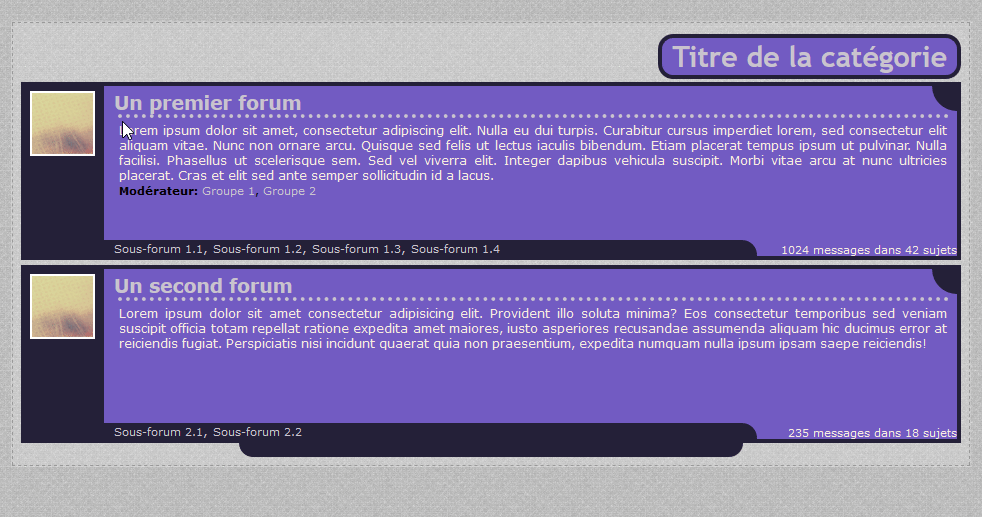 Titre de la catégorie
Un premier forum
Lorem ipsum dolor sit amet, consectetur adipiscing elit. Nulla eu dui turpis. Curabitur cursus imperdiet lorem, sed consectetur elit
aliquam vitae. Nunc non ornare arcu. Quisque sed felis ut lectus iaculis bibendum. Etiam placerat tempus ipsum ut pulvinar. Nulla
facilisi. Phasellus ut scelerisque sem. Sed vel viverra elit. Integer dapibus vehicula suscipit. Morbi vitae arcu at nunc ultricies
placerat. Cras et elit sed ante semper sollicitudin id a lacus.
Modérateur: Groupe 1, Groupe 2
Sous-forum 1.1, Sous-forum 1.2, Sous-forum 1.3, Sous-forum 1.4
1024 messages dans 42 sujets
Un second forum
Lorem ipsum dolor sit amet consectetur adipisicing elit. Provident illo soluta minima? Eos consectetur temporibus sed veniam
suscipit officia totam repellat ratione expedita amet maiores, iusto asperiores recusandae assumenda aliquam hic ducimus error at
reiciendis fugiat. Perspiciatis nisi incidunt quaerat quia non praesentium, expedita numquam nulla ipsum ipsam saepe reiciendis!
Sous-forum 2.1, Sous-forum 2.2
235 messages dans 18 sujets